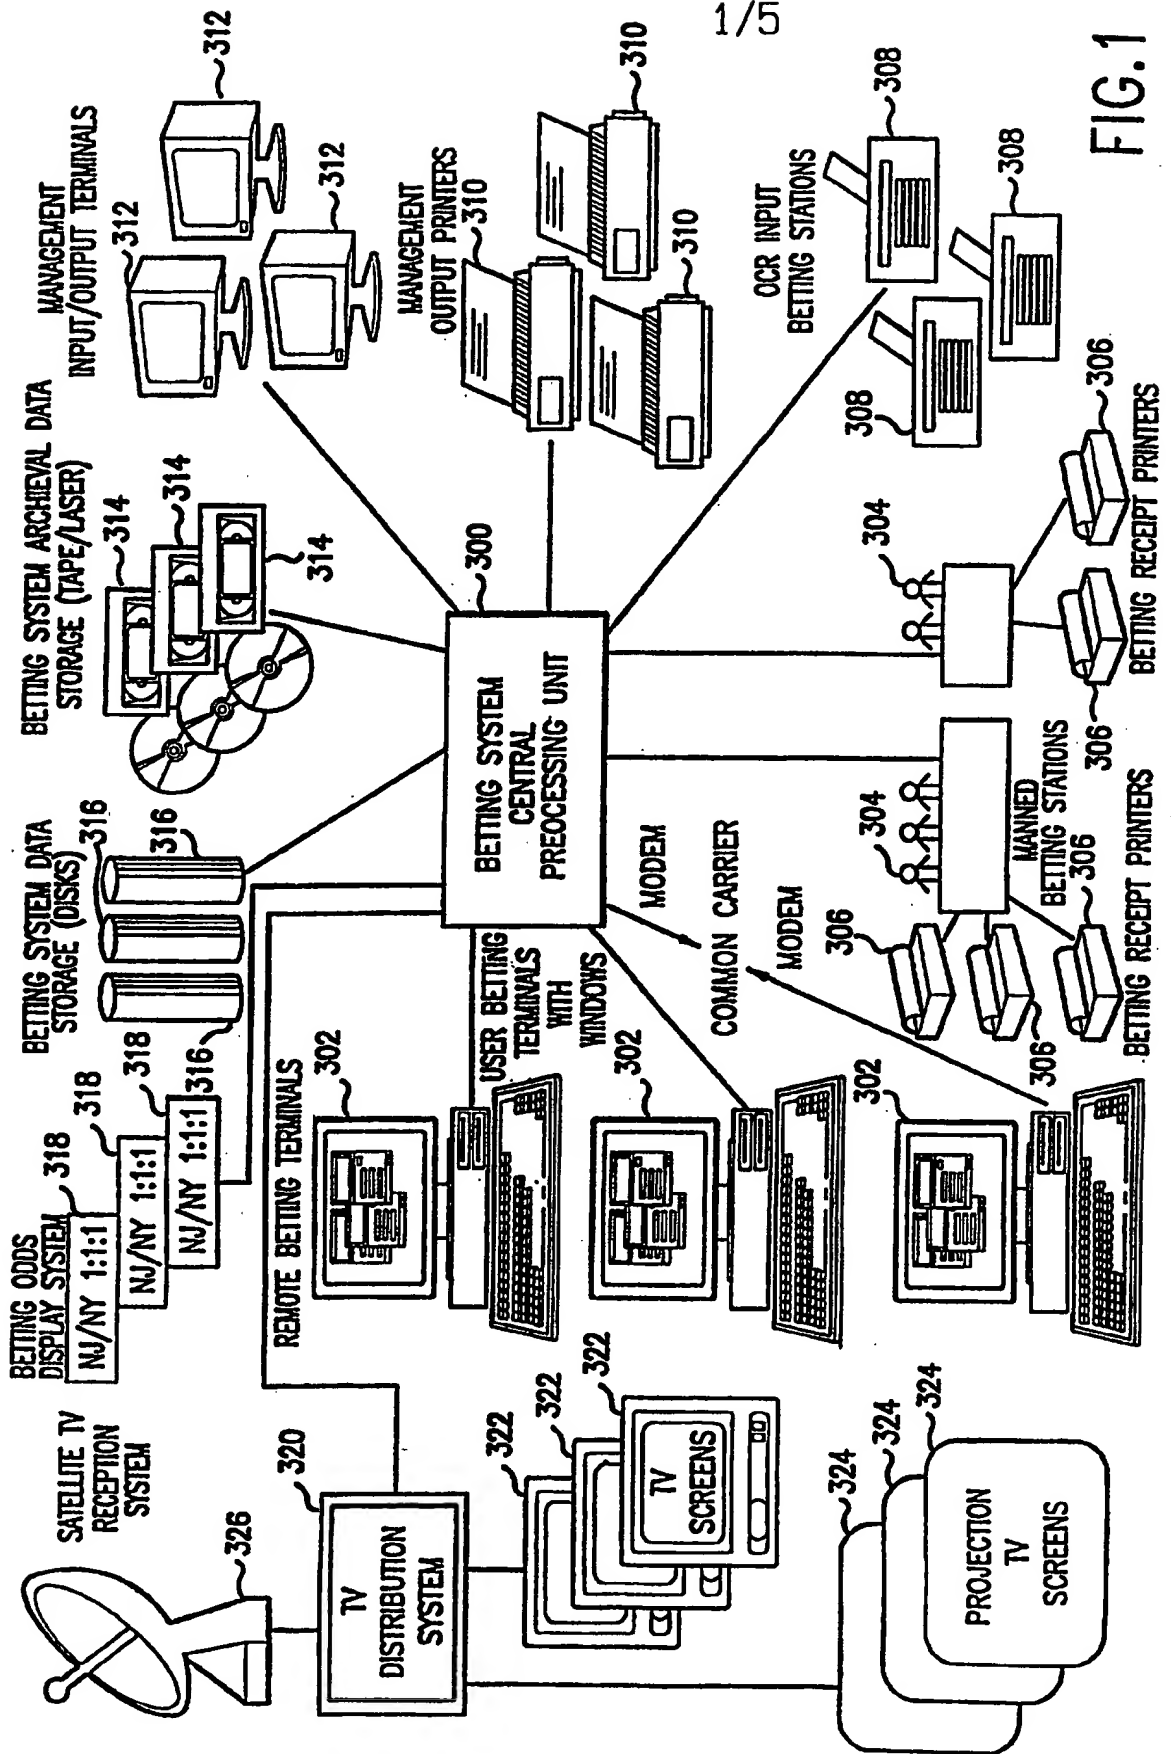 1/5
SATELLITE TV
RECEPTION
SYSTEM
326
320
TV
DISTRIBUTION
SYSTEM
322
322
322
TV
SCREENS
324
324
324
PROJECTION
TV
SCREENS
BETTING ODDS
DISPLAY SYSTEM
318
318
318
NJ/NY 1:1:1
NJ/NY 1:1:1
NJ/NY 1:1:1
BETTING SYSTEM DATA
STORAGE (DISKS)
316
316
316
BETTING SYSTEM ARCHIEVAL DATA
STORAGE (TAPE/LASER)
314
314
314
MANAGEMENT
INPUT/OUTPUT TERMINALS
312
312
312
MANAGEMENT
OUTPUT PRINTERS
310
310
310
REMOTE BETTING TERMINALS
302
USER BETTING
TERMINALS
WITH
WINDOWS
302
302
300
BETTING SYSTEM
CENTRAL
PREOCESSING UNIT
MODEM
COMMON CARRIER
MODEM
OCR INPUT
BETTING STATIONS
308
308
308
304
304
MANNED
BETTING STATIONS
306
306
306
BETTING RECEIPT PRINTERS
306
306
BETTING RECEIPT PRINTERS
FIG.1